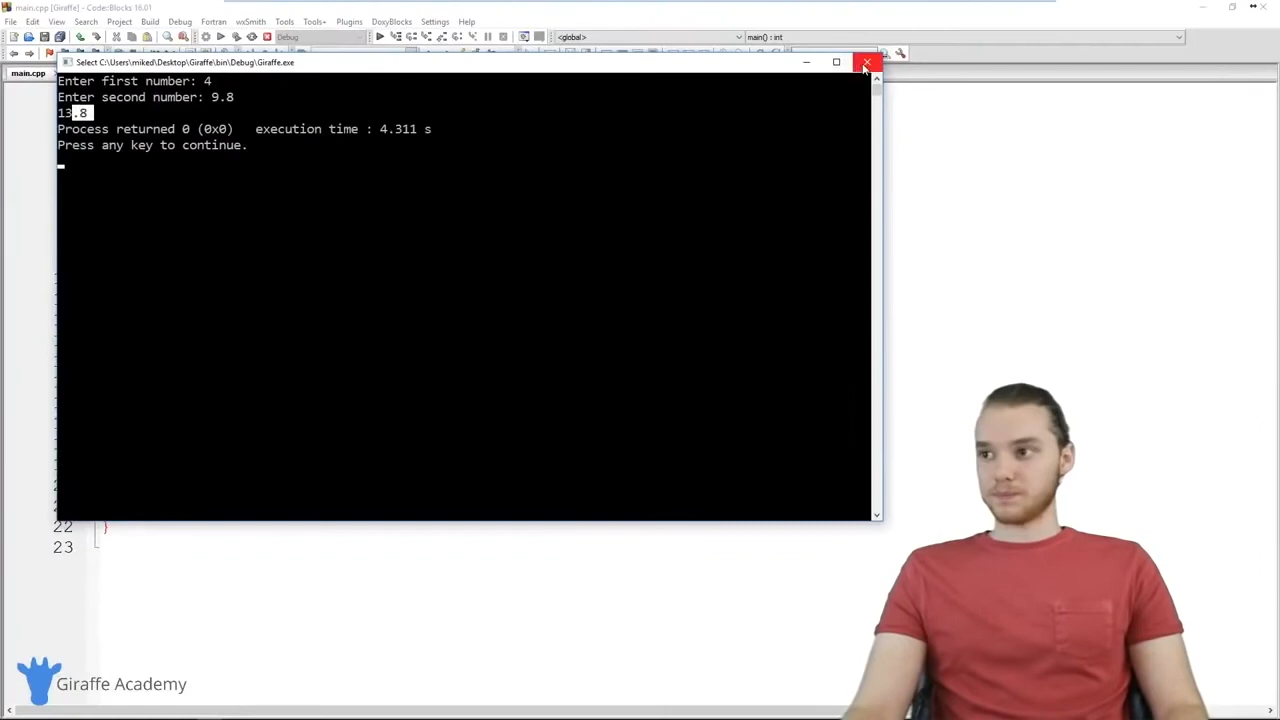 main.cpp [Giraffe] - Code::Blocks 16.01
File Edit View Search Project Build Debug Fortran wxSmith Tools Tools+ Plugins DoxyBlocks Settings Help
Debug <global> main() : int
main.cpp
Select C:\Users\miked\Desktop\Giraffe\bin\Debug\Giraffe.exe
Enter first number: 4
Enter second number: 9.8
13.8
Process returned 0 (0x0) execution time : 4.311 s
Press any key to continue.
22 }
23
Giraffe Academy